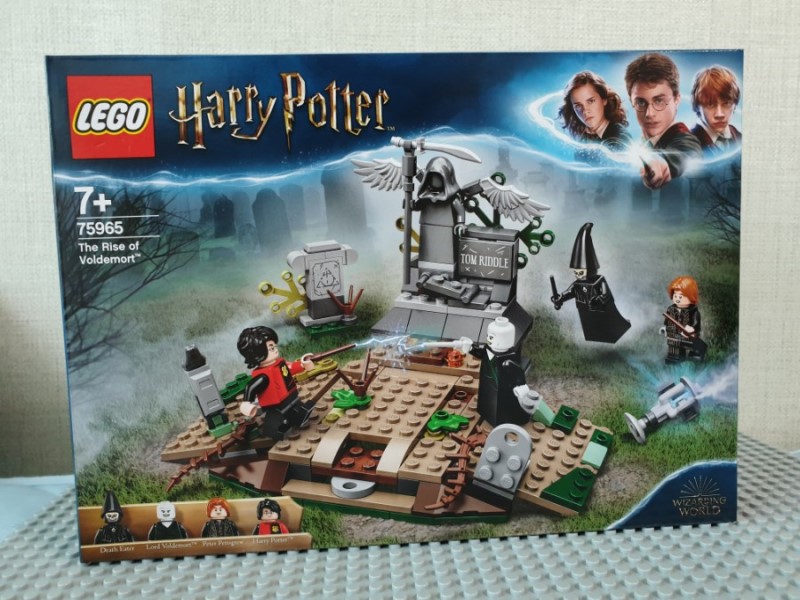 LEGO
Harry Potter™
7+
75965
The Rise of
Voldemort™
TOM RIDDLE
WIZARDING
WORLD
Death Eater Lord Voldemort™ Peter Pettigrew Harry Potter™